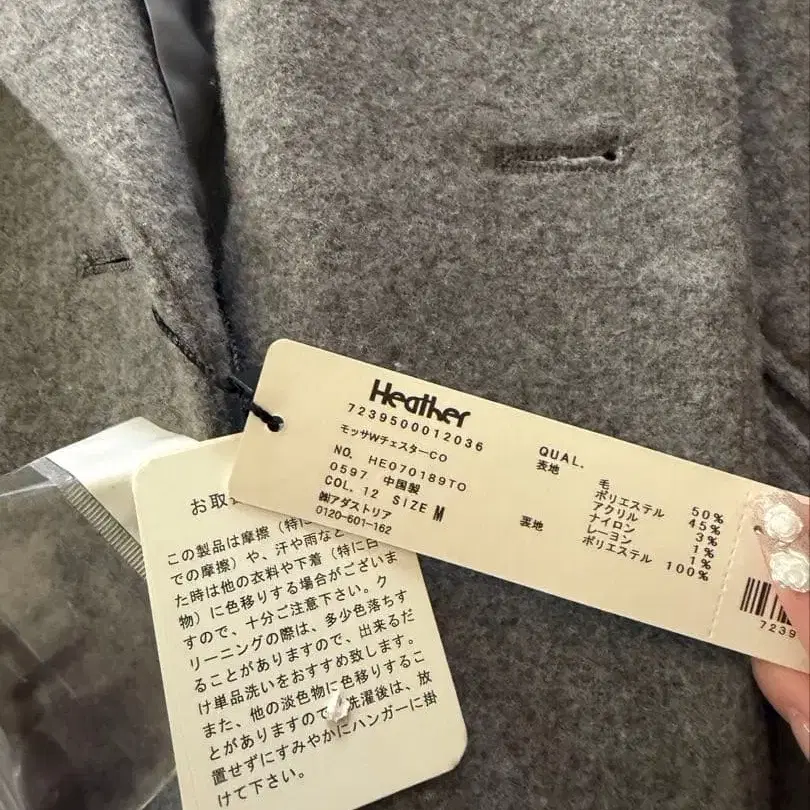 Heather
7239500012036
モッサWチェスターCO
NO. HE070189TO
0597 中国製
COL. 12 SIZE M
㈱アダストリア
0120-601-162
QUAL.
表地 毛 50%
ポリエステル 45%
アクリル 3%
ナイロン 1%
レーヨン 1%
裏地 ポリエステル 100%
7239
お取
この製品は摩擦(特に
での摩擦)や、汗や雨など
た時は他の衣料や下着(特に白
物)に色移りする場合がございま
すので、十分ご注意下さい。ク
リーニングの際は、多少色落ちす
ることがありますので、出来るだ
け単品洗いをおすすめ致します。
また、他の淡色物に色移りするこ
とがありますので 洗濯後は、放
置せずにすみやかにハンガーに掛
けて下さい。